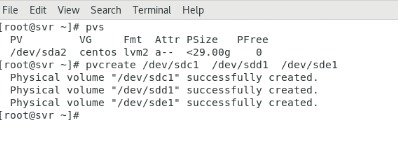 File Edit View Search Terminal Help
[root@svr ~]# pvs
PV VG Fmt Attr PSize PFree
/dev/sda2 centos lvm2 a-- <29.00g 0
[root@svr ~]# pvcreate /dev/sdc1 /dev/sdd1 /dev/sde1
Physical volume "/dev/sdc1" successfully created.
Physical volume "/dev/sdd1" successfully created.
Physical volume "/dev/sde1" successfully created.
[root@svr ~]#